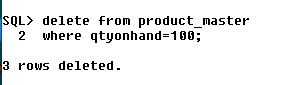 SQL> delete from product_master
  2  where qtyonhand=100;
3 rows deleted.